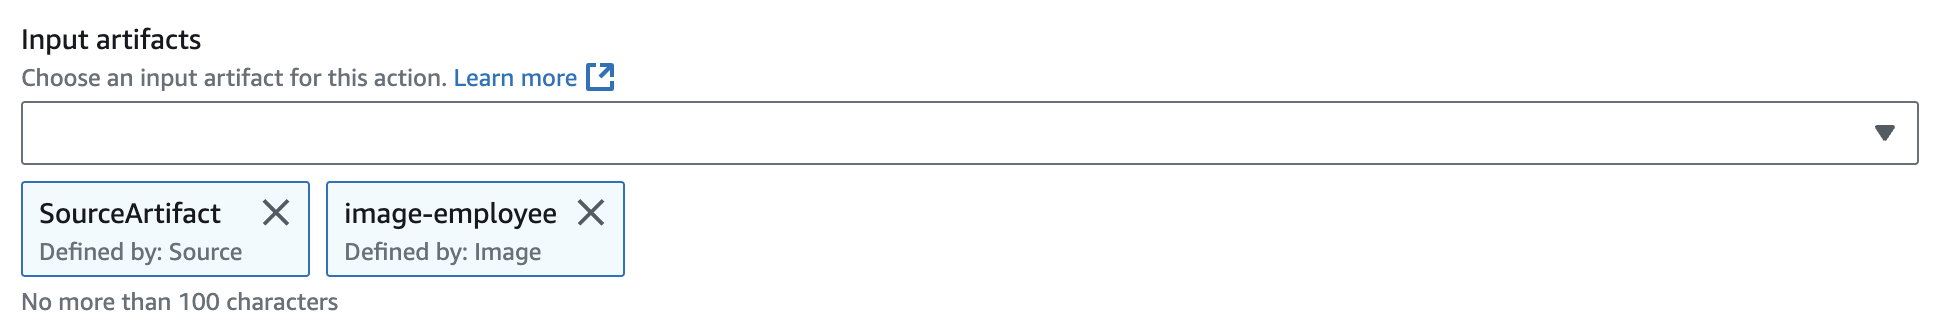 Input artifacts
Choose an input artifact for this action. Learn more
SourceArtifact
Defined by: Source
image-employee
Defined by: Image
No more than 100 characters